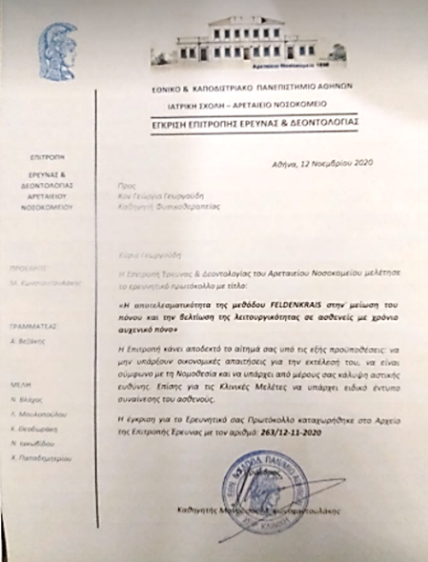 Αρεταίειο Νοσοκομείο 1898
ΕΘΝΙΚΟ & ΚΑΠΟΔΙΣΤΡΙΑΚΟ ΠΑΝΕΠΙΣΤΗΜΙΟ ΑΘΗΝΩΝ
ΙΑΤΡΙΚΗ ΣΧΟΛΗ – ΑΡΕΤΑΙΕΙΟ ΝΟΣΟΚΟΜΕΙΟ
ΕΓΚΡΙΣΗ ΕΠΙΤΡΟΠΗΣ ΕΡΕΥΝΑΣ & ΔΕΟΝΤΟΛΟΓΙΑΣ
Αθήνα, 12 Νοεμβρίου 2020
ΕΠΙΤΡΟΠΗ
ΕΡΕΥΝΑΣ &
ΔΕΟΝΤΟΛΟΓΙΑΣ
ΑΡΕΤΑΙΕΙΟΥ
ΝΟΣΟΚΟΜΕΙΟΥ
ΠΡΟΕΔΡΟΣ
Μ. Κωνσταντουλάκης
ΓΡΑΜΜΑΤΕΑΣ
Α. Βεζάκης
ΜΕΛΗ
Ν. Βλάχος
Λ. Μουλοπούλου
Κ. Θεοδωράκη
Ν. Ιακωβίδου
Χ. Παπαδημητρίου
Προς
Κον Γεώργιο Γεωργούδη
Καθηγητή Φυσικοθεραπείας
Κύριε Γεωργούδη
Η Επιτροπή Έρευνας & Δεοντολογίας του Αρεταίειου Νοσοκομείου μελέτησε
το ερευνητικό πρωτόκολλο με τίτλο:
«Η αποτελεσματικότητα της μεθόδου FELDENKRAIS στην μείωση του
πόνου και την βελτίωση της λειτουργικότητας σε ασθενείς με χρόνιο
αυχενικό πόνο»
Η Επιτροπή κάνει αποδεκτό το αίτημά σας υπό τις εξής προϋποθέσεις: να
μην υπάρξουν οικονομικές απαιτήσεις για την εκτέλεσή του, να είναι
σύμφωνο με τη Νομοθεσία και να υπάρχει από μέρους σας κάλυψη αστικής
ευθύνης. Επίσης για τις Κλινικές Μελέτες να υπάρχει ειδικό έντυπο
συναίνεσης του ασθενούς.
Η έγκριση για το Ερευνητικό σας Πρωτόκολλο καταχωρήθηκε στο Αρχείο
της Επιτροπής Έρευνας με τον αριθμό: 263/12-11-2020
Καθηγητής